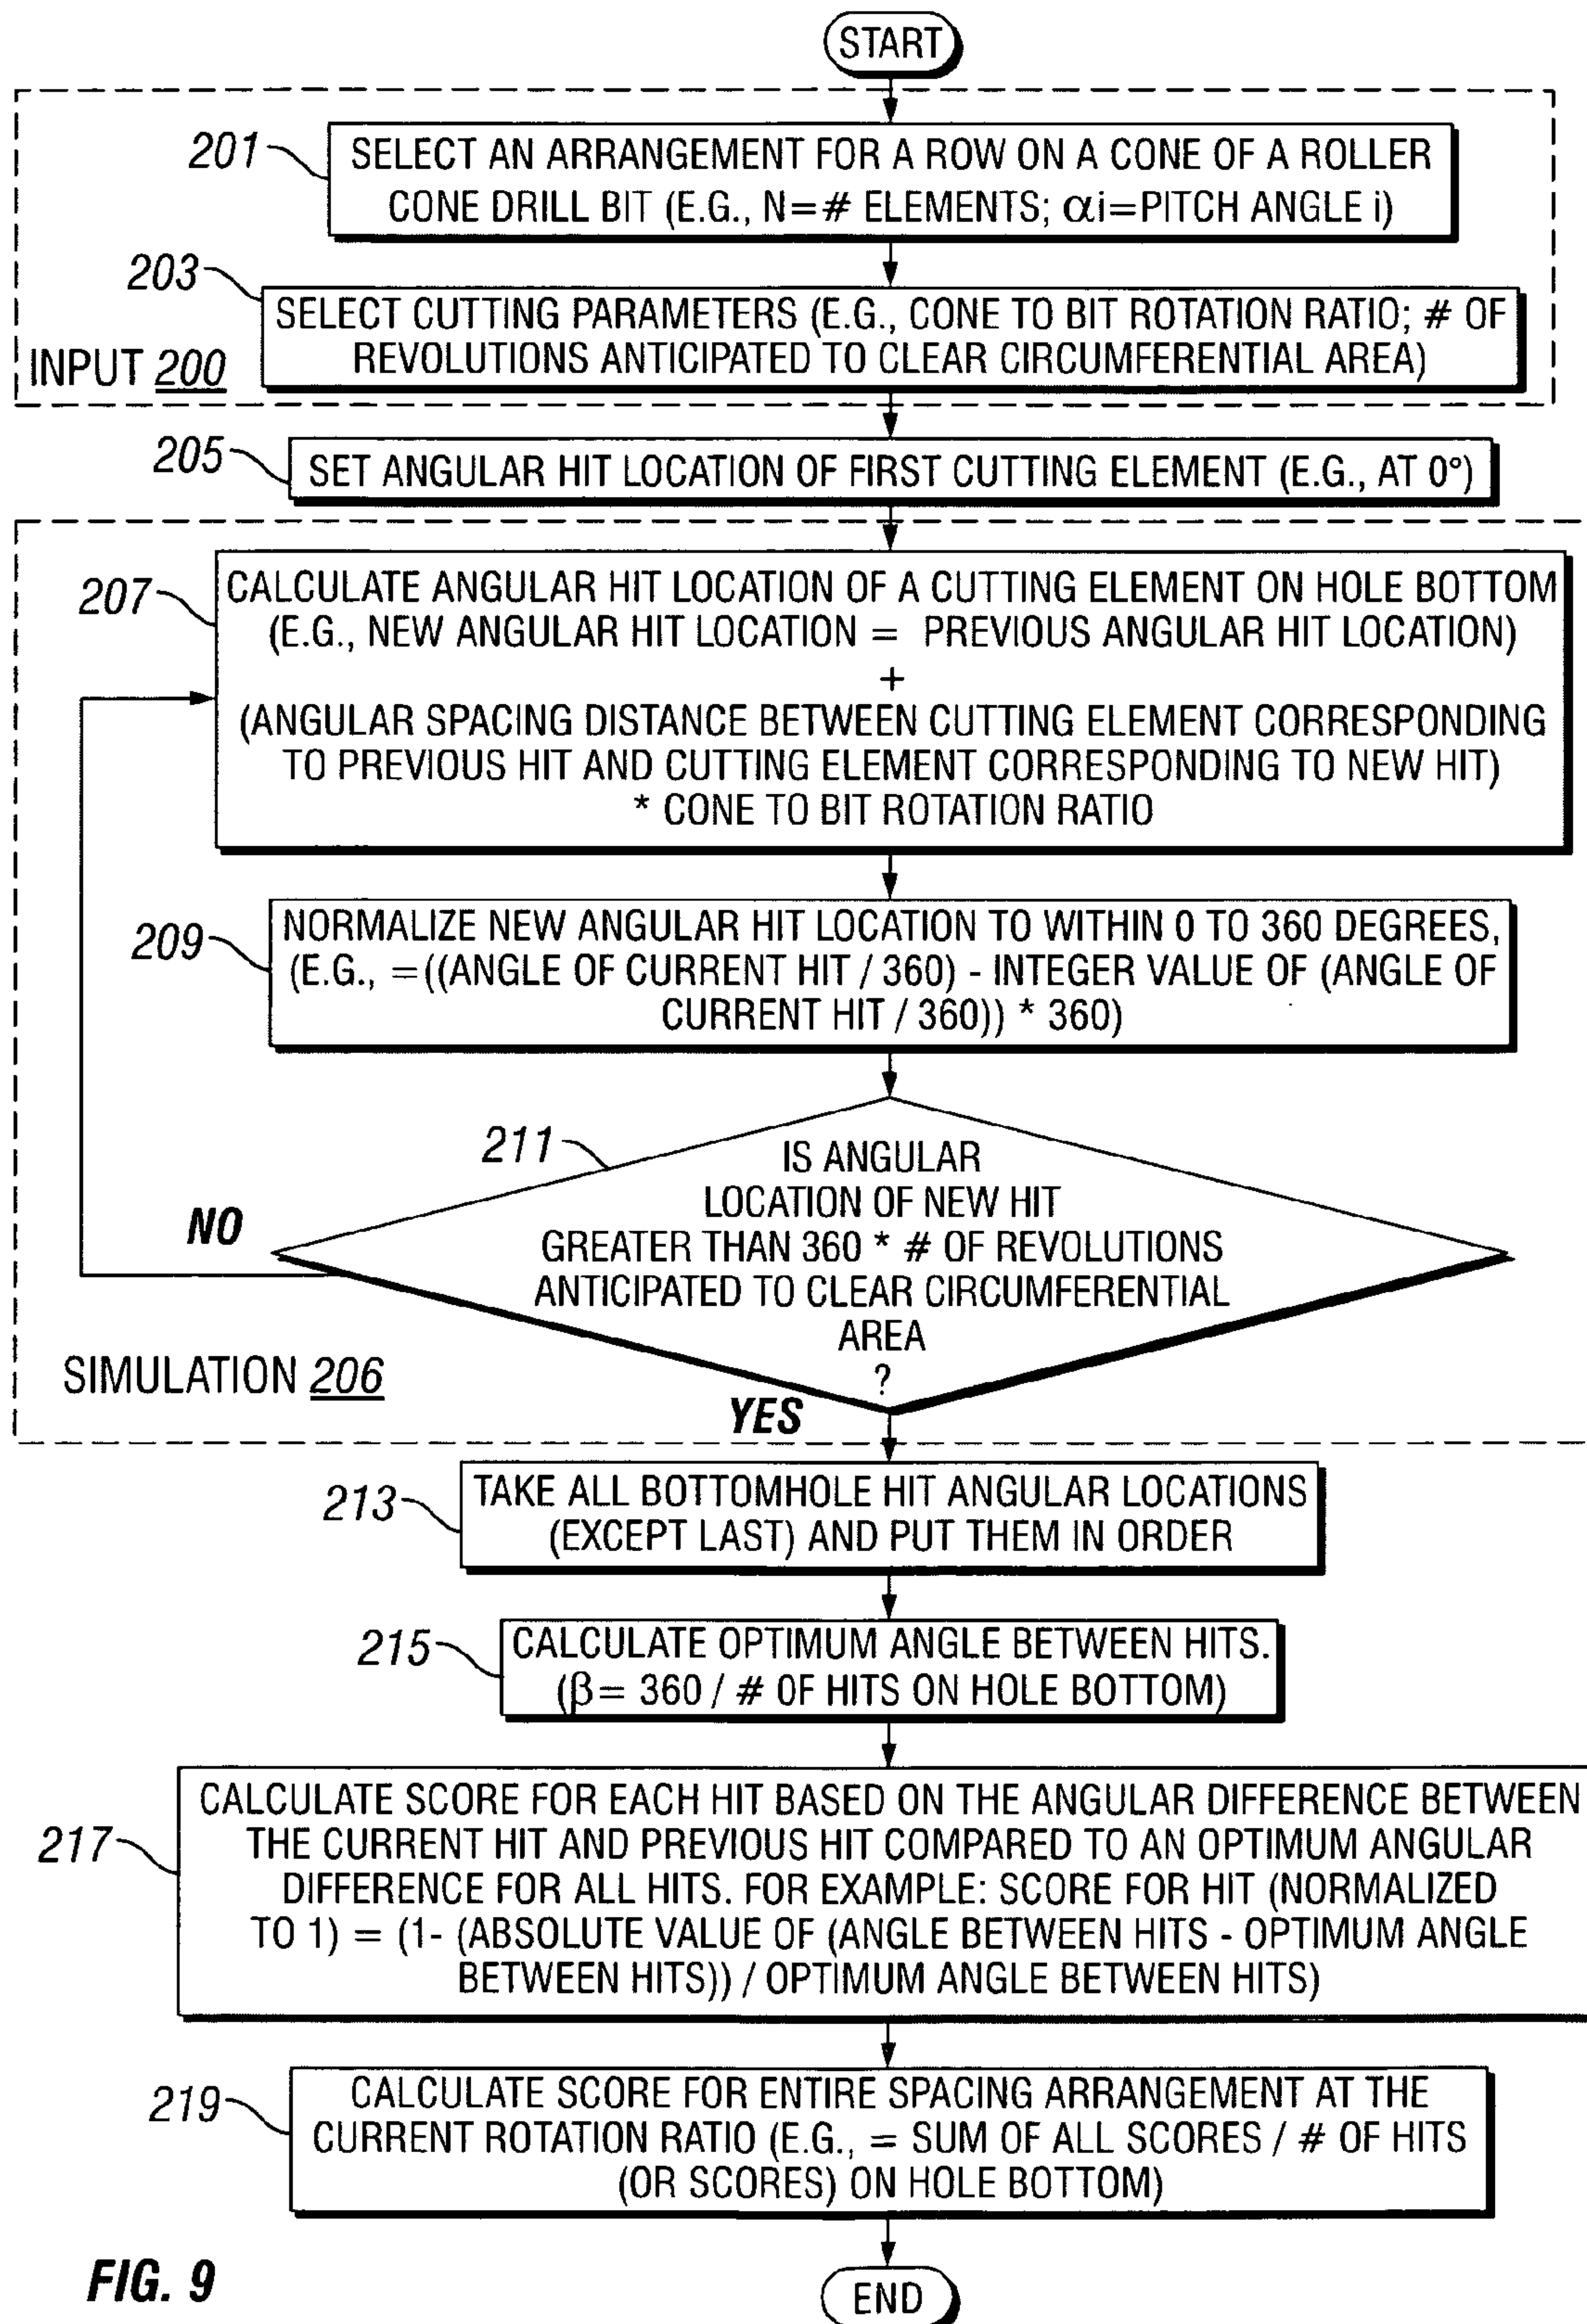 START
201
SELECT AN ARRANGEMENT FOR A ROW ON A CONE OF A ROLLER
CONE DRILL BIT (E.G., N=# ELEMENTS; αi=PITCH ANGLE i)
203
SELECT CUTTING PARAMETERS (E.G., CONE TO BIT ROTATION RATIO; # OF
REVOLUTIONS ANTICIPATED TO CLEAR CIRCUMFERENTIAL AREA)
INPUT 200
205
SET ANGULAR HIT LOCATION OF FIRST CUTTING ELEMENT (E.G., AT 0°)
207
CALCULATE ANGULAR HIT LOCATION OF A CUTTING ELEMENT ON HOLE BOTTOM
(E.G., NEW ANGULAR HIT LOCATION = PREVIOUS ANGULAR HIT LOCATION)
+
(ANGULAR SPACING DISTANCE BETWEEN CUTTING ELEMENT CORRESPONDING
TO PREVIOUS HIT AND CUTTING ELEMENT CORRESPONDING TO NEW HIT)
* CONE TO BIT ROTATION RATIO
209
NORMALIZE NEW ANGULAR HIT LOCATION TO WITHIN 0 TO 360 DEGREES,
(E.G., =((ANGLE OF CURRENT HIT / 360) - INTEGER VALUE OF (ANGLE OF
CURRENT HIT / 360)) * 360)
211
IS ANGULAR
LOCATION OF NEW HIT
GREATER THAN 360 * # OF REVOLUTIONS
ANTICIPATED TO CLEAR CIRCUMFERENTIAL
AREA
?
NO
SIMULATION 206
YES
213
TAKE ALL BOTTOMHOLE HIT ANGULAR LOCATIONS
(EXCEPT LAST) AND PUT THEM IN ORDER
215
CALCULATE OPTIMUM ANGLE BETWEEN HITS.
(β= 360 / # OF HITS ON HOLE BOTTOM)
217
CALCULATE SCORE FOR EACH HIT BASED ON THE ANGULAR DIFFERENCE BETWEEN
THE CURRENT HIT AND PREVIOUS HIT COMPARED TO AN OPTIMUM ANGULAR
DIFFERENCE FOR ALL HITS. FOR EXAMPLE: SCORE FOR HIT (NORMALIZED
TO 1) = (1- (ABSOLUTE VALUE OF (ANGLE BETWEEN HITS - OPTIMUM ANGLE
BETWEEN HITS)) / OPTIMUM ANGLE BETWEEN HITS)
219
CALCULATE SCORE FOR ENTIRE SPACING ARRANGEMENT AT THE
CURRENT ROTATION RATIO (E.G., = SUM OF ALL SCORES / # OF HITS
(OR SCORES) ON HOLE BOTTOM)
FIG. 9
END